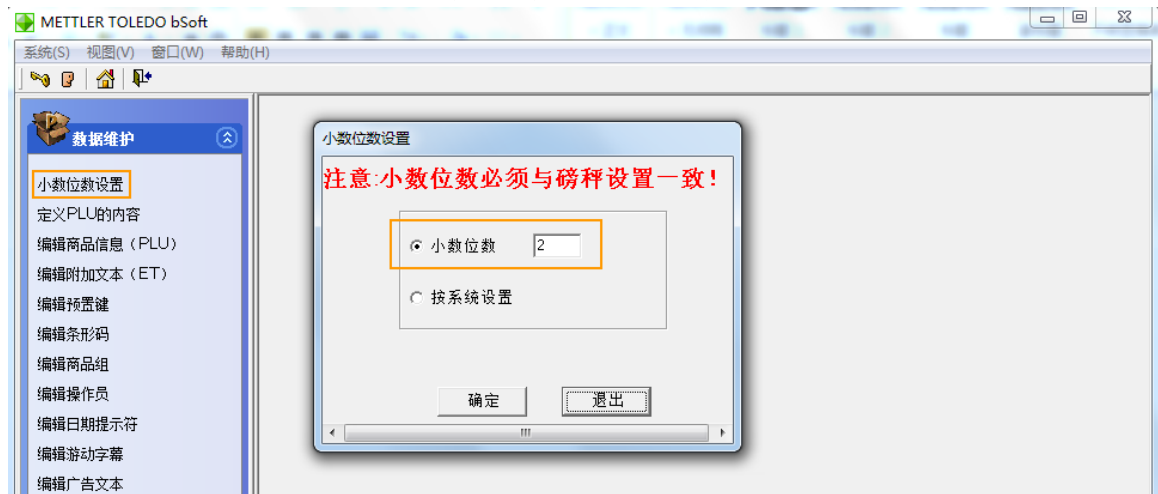 METTLER TOLEDO bSoft
系统(S) 视图(V) 窗口(W) 帮助(H)
数据维护
小数位数设置
定义PLU的内容
编辑商品信息（PLU）
编辑附加文本（ET）
编辑预置键
编辑条形码
编辑商品组
编辑操作员
编辑日期提示符
编辑游动字幕
编辑广告文本
小数位数设置
注意:小数位数必须与磅秤设置一致!
小数位数 2
按系统设置
确定 退出